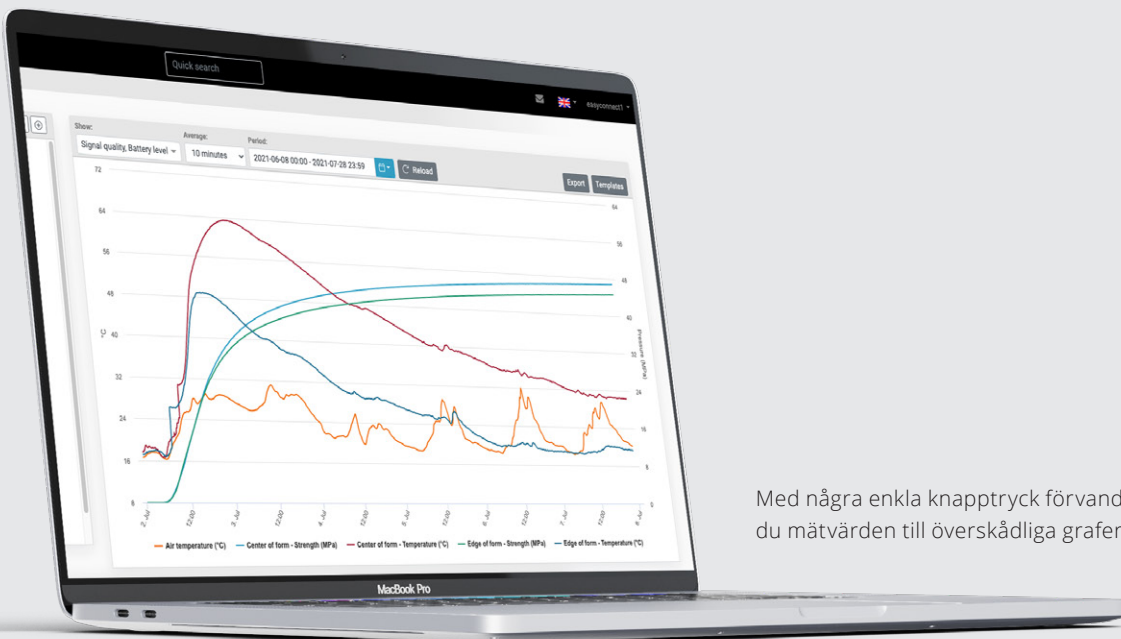 Quick search
easyconnect1
Show:
Average:
Period:
Signal quality, Battery level
10 minutes
2021-06-08 00:00 - 2021-07-28 23:59
Reload
Export
Templates
72
64
56
48
40
32
24
16
8
°C
64
56
48
40
32
24
16
8
0
Pressure (MPa)
2. Jul
12:00
3. Jul
12:00
4. Jul
12:00
5. Jul
12:00
6. Jul
12:00
7. Jul
12:00
8. Jul
Air temperature (°C)
Center of form - Strength (MPa)
Center of form - Temperature (°C)
Edge of form - Strength (MPa)
Edge of form - Temperature (°C)
MacBook Pro
Med några enkla knapptryck förvand
du mätvärden till överskådliga grafer